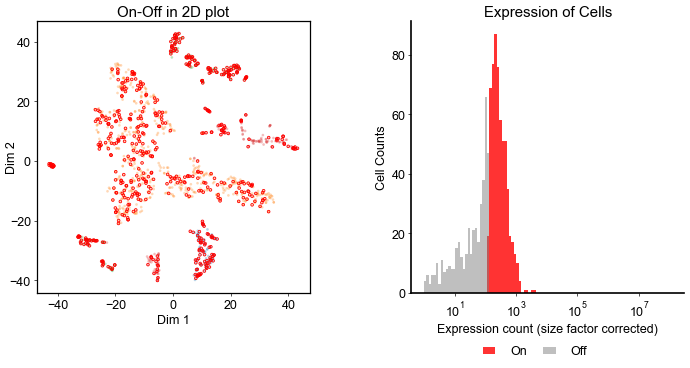 On-Off in 2D plot
Dim 2
40
20
0
−20
−40
−40 −20 0 20 40
Dim 1
Expression of Cells
Cell Counts
80
60
40
20
0
10^1 10^3 10^5 10^7
Expression count (size factor corrected)
On Off